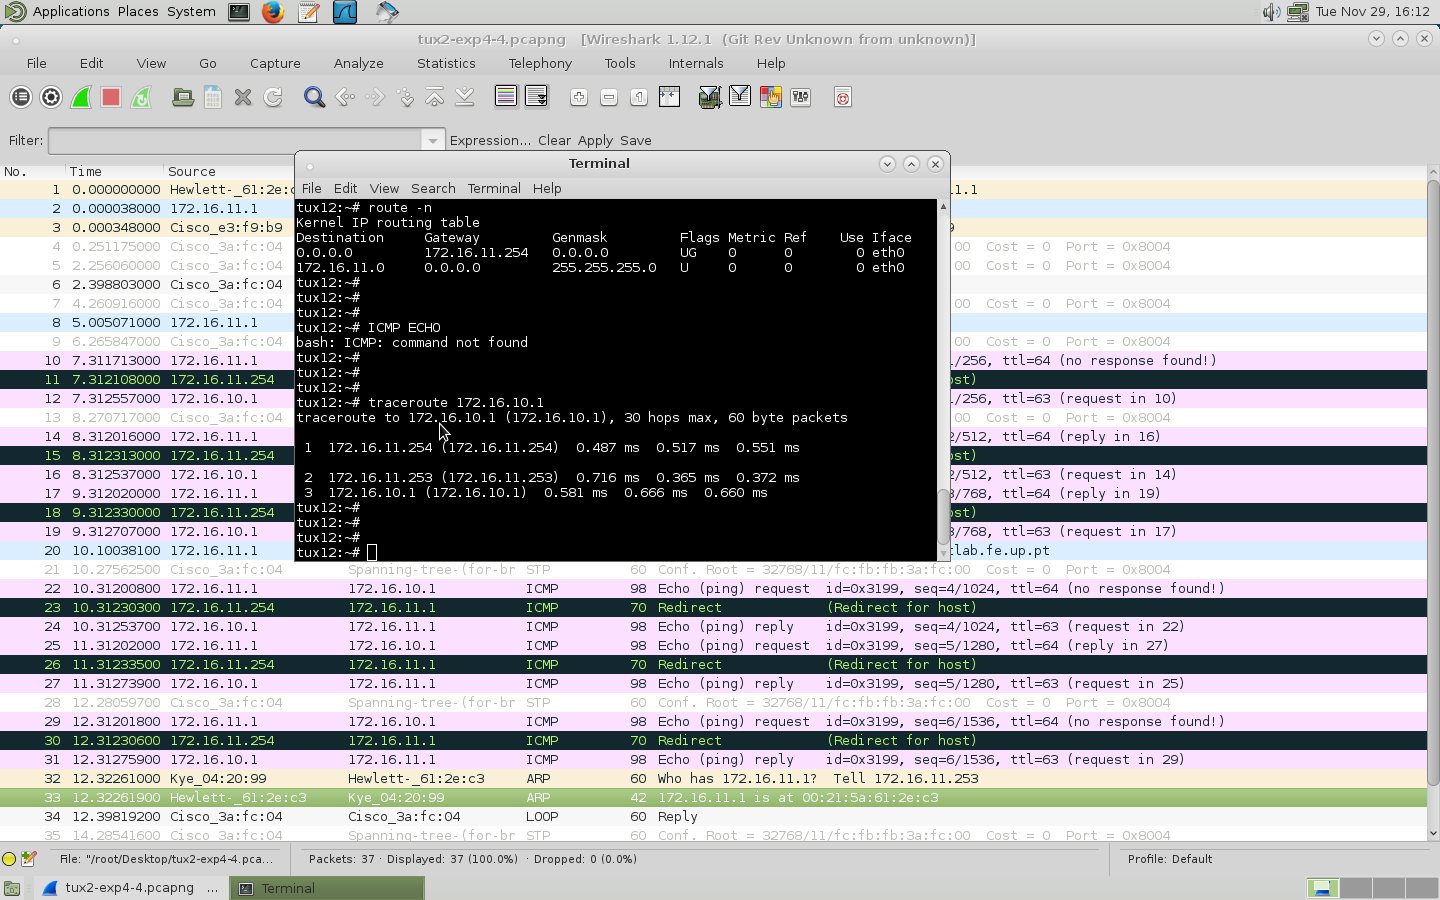 Applications Places System Tue Nov 29, 16:12
tux2-exp4-4.pcapng [Wireshark 1.12.1 (Git Rev Unknown from unknown)]
File Edit View Go Capture Analyze Statistics Telephony Tools Internals Help
Filter: Expression... Clear Apply Save
No. Time Source
1 0.000000000 Hewlett-_61:2e:c 1.1
2 0.000038000 172.16.11.1
3 0.000348000 Cisco_e3:f9:b9 9
4 0.251175000 Cisco_3a:fc:04 00 Cost = 0 Port = 0x8004
5 2.256060000 Cisco_3a:fc:04 00 Cost = 0 Port = 0x8004
6 2.398803000 Cisco_3a:fc:04
7 4.260916000 Cisco_3a:fc:04 00 Cost = 0 Port = 0x8004
8 5.005071000 172.16.11.1
9 6.265847000 Cisco_3a:fc:04 00 Cost = 0 Port = 0x8004
10 7.311713000 172.16.11.1 1/256, ttl=64 (no response found!)
11 7.312108000 172.16.11.254 ost)
12 7.312557000 172.16.10.1 1/256, ttl=63 (request in 10)
13 8.270717000 Cisco_3a:fc:04 00 Cost = 0 Port = 0x8004
14 8.312016000 172.16.11.1 2/512, ttl=64 (reply in 16)
15 8.312313000 172.16.11.254 ost)
16 8.312537000 172.16.10.1 2/512, ttl=63 (request in 14)
17 9.312020000 172.16.11.1 3/768, ttl=64 (reply in 19)
18 9.312330000 172.16.11.254 ost)
19 9.312707000 172.16.10.1 3/768, ttl=63 (request in 17)
20 10.10038100 172.16.11.1 tlab.fe.up.pt
21 10.27562500 Cisco_3a:fc:04 Spanning-tree-(for-br STP 60 Conf. Root = 32768/11/fc:fb:fb:3a:fc:00 Cost = 0 Port = 0x8004
22 10.31200800 172.16.11.1 172.16.10.1 ICMP 98 Echo (ping) request id=0x3199, seq=4/1024, ttl=64 (no response found!)
23 10.31230300 172.16.11.254 172.16.11.1 ICMP 70 Redirect (Redirect for host)
24 10.31253700 172.16.10.1 172.16.11.1 ICMP 98 Echo (ping) reply id=0x3199, seq=4/1024, ttl=63 (request in 22)
25 11.31202000 172.16.11.1 172.16.10.1 ICMP 98 Echo (ping) request id=0x3199, seq=5/1280, ttl=64 (reply in 27)
26 11.31233500 172.16.11.254 172.16.11.1 ICMP 70 Redirect (Redirect for host)
27 11.31273900 172.16.10.1 172.16.11.1 ICMP 98 Echo (ping) reply id=0x3199, seq=5/1280, ttl=63 (request in 25)
28 12.28059700 Cisco_3a:fc:04 Spanning-tree-(for-br STP 60 Conf. Root = 32768/11/fc:fb:fb:3a:fc:00 Cost = 0 Port = 0x8004
29 12.31201800 172.16.11.1 172.16.10.1 ICMP 98 Echo (ping) request id=0x3199, seq=6/1536, ttl=64 (no response found!)
30 12.31230600 172.16.11.254 172.16.11.1 ICMP 70 Redirect (Redirect for host)
31 12.31275900 172.16.10.1 172.16.11.1 ICMP 98 Echo (ping) reply id=0x3199, seq=6/1536, ttl=63 (request in 29)
32 12.32261000 Kye_04:20:99 Hewlett-_61:2e:c3 ARP 60 Who has 172.16.11.1? Tell 172.16.11.253
33 12.32261900 Hewlett-_61:2e:c3 Kye_04:20:99 ARP 42 172.16.11.1 is at 00:21:5a:61:2e:c3
34 12.39819200 Cisco_3a:fc:04 Cisco_3a:fc:04 LOOP 60 Reply
35 14.28541600 Cisco_3a:fc:04 Spanning-tree-(for-br STP 60 Conf. Root = 32768/11/fc:fb:fb:3a:fc:00 Cost = 0 Port = 0x8004
Terminal
File Edit View Search Terminal Help
tux12:~# route -n
Kernel IP routing table
Destination Gateway Genmask Flags Metric Ref Use Iface
0.0.0.0 172.16.11.254 0.0.0.0 UG 0 0 0 eth0
172.16.11.0 0.0.0.0 255.255.255.0 U 0 0 0 eth0
tux12:~#
tux12:~#
tux12:~#
tux12:~# ICMP ECHO
bash: ICMP: command not found
tux12:~#
tux12:~#
tux12:~#
tux12:~# traceroute 172.16.10.1
traceroute to 172.16.10.1 (172.16.10.1), 30 hops max, 60 byte packets
1 172.16.11.254 (172.16.11.254) 0.487 ms 0.517 ms 0.551 ms
2 172.16.11.253 (172.16.11.253) 0.716 ms 0.365 ms 0.372 ms
3 172.16.10.1 (172.16.10.1) 0.581 ms 0.666 ms 0.660 ms
tux12:~#
tux12:~#
tux12:~#
tux12:~#
File: "/root/Desktop/tux2-exp4-4.pca... Packets: 37 · Displayed: 37 (100.0%) · Dropped: 0 (0.0%) Profile: Default
tux2-exp4-4.pcapng ... Terminal